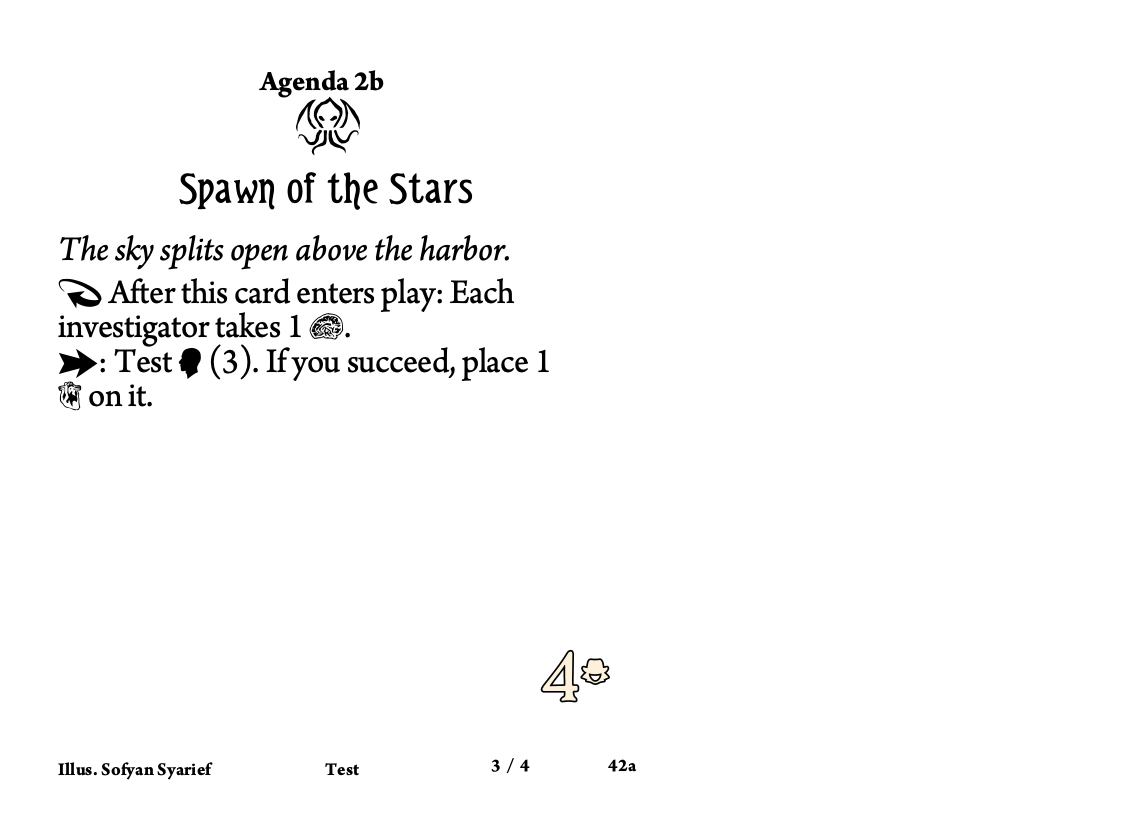 Agenda 2b
Spawn of the Stars
The sky splits open above the harbor.
After this card enters play: Each
investigator takes 1 .
: Test (3). If you succeed, place 1
on it.
4
Illus. Sofyan Syarief
Test
3 / 4
42a